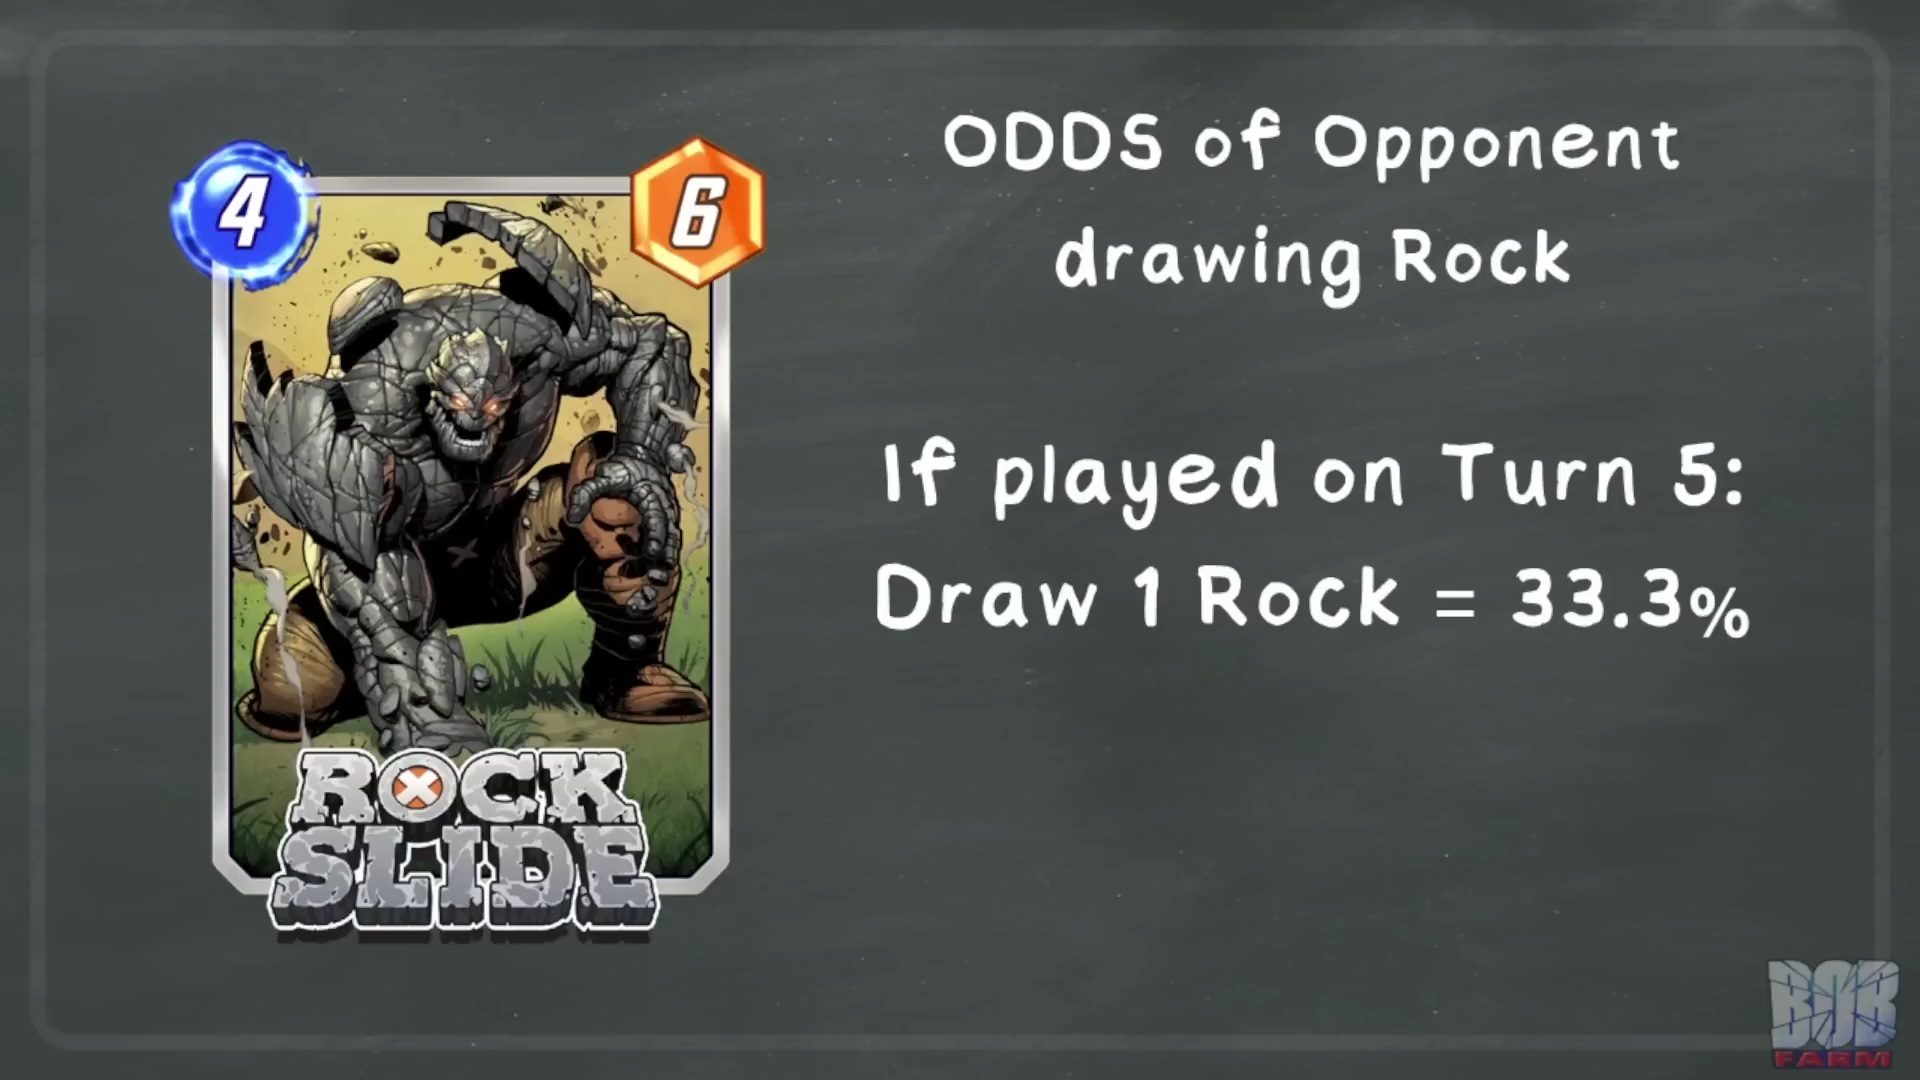 4
6
ROCK
SLIDE
ODDS of Opponent
drawing Rock
If played on Turn 5:
Draw 1 Rock = 33.3%
BOB
FARM